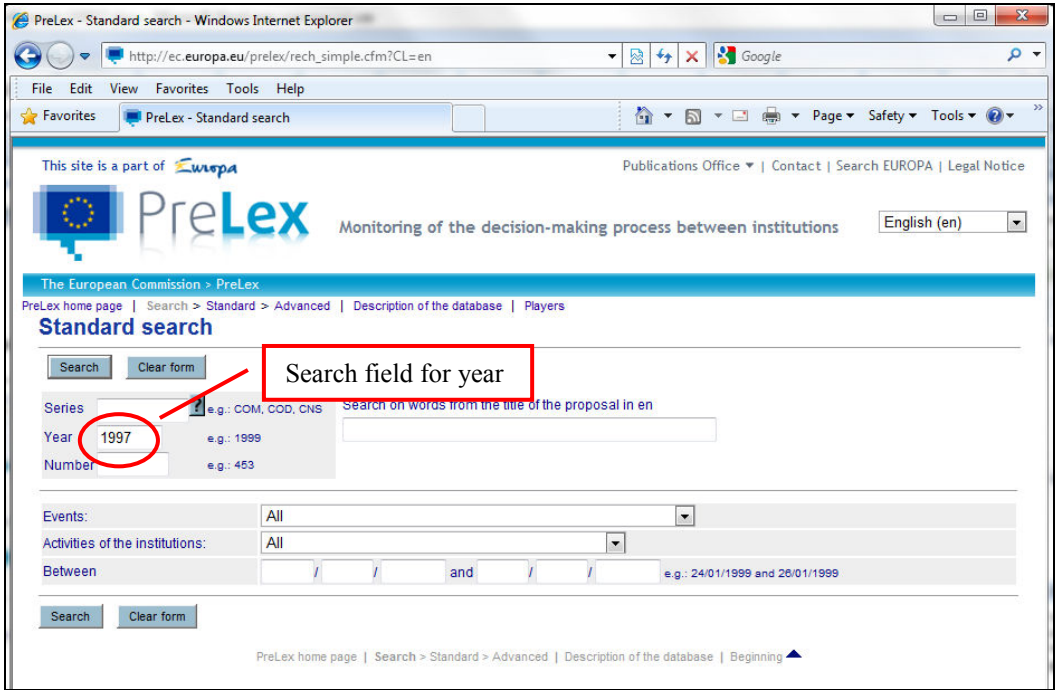 PreLex - Standard search - Windows Internet Explorer
http://ec.europa.eu/prelex/rech_simple.cfm?CL=en
Google
File Edit View Favorites Tools Help
Favorites PreLex - Standard search Page Safety Tools
This site is a part of Europa Publications Office | Contact | Search EUROPA | Legal Notice
PreLex Monitoring of the decision-making process between institutions English (en)
The European Commission > PreLex
PreLex home page | Search > Standard > Advanced | Description of the database | Players
Standard search
Search Clear form
Search field for year
Series ? e.g.: COM, COD, CNS Search on words from the title of the proposal in en
Year 1997 e.g.: 1999
Number e.g.: 453
Events: All
Activities of the institutions: All
Between / / and / / e.g.: 24/01/1999 and 26/01/1999
Search Clear form
PreLex home page | Search > Standard > Advanced | Description of the database | Beginning